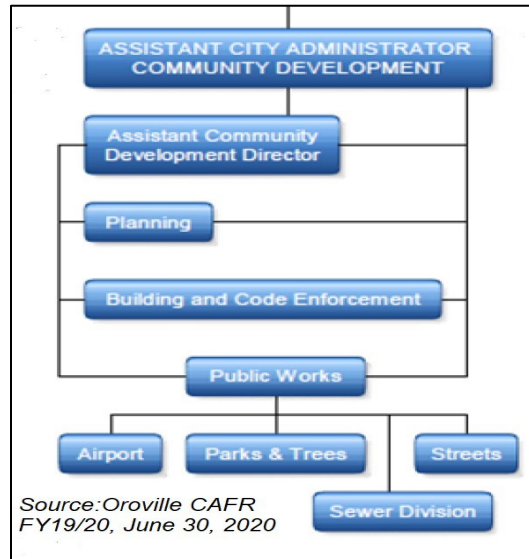 ASSISTANT CITY ADMINISTRATOR
COMMUNITY DEVELOPMENT
Assistant Community
Development Director
Planning
Building and Code Enforcement
Public Works
Airport
Parks & Trees
Streets
Sewer Division
Source:Oroville CAFR
FY19/20, June 30, 2020